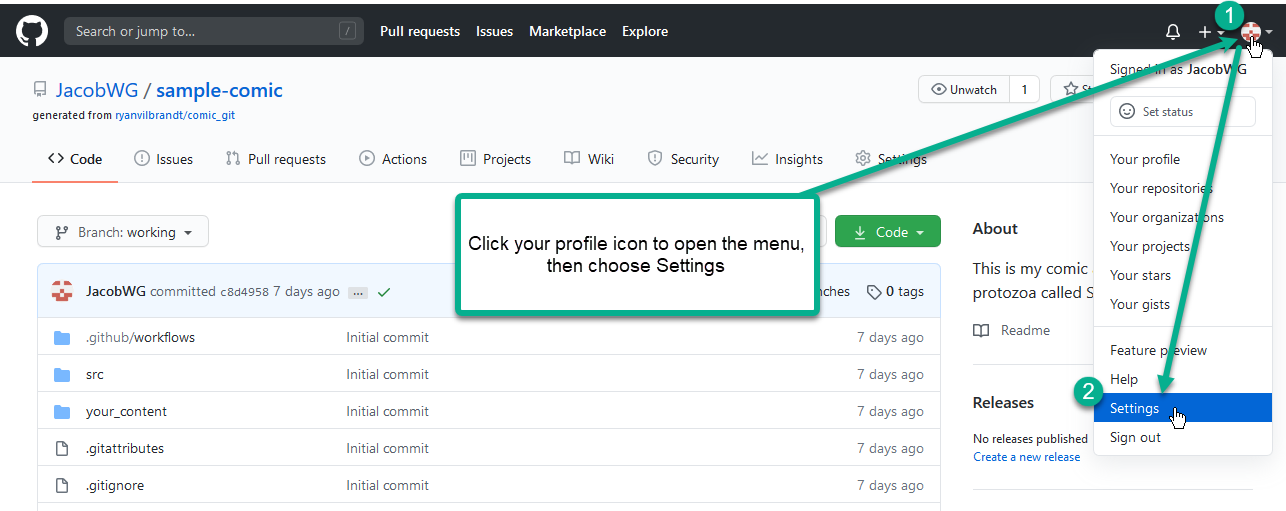 Search or jump to...
/
Pull requests
Issues
Marketplace
Explore
1
JacobWG / sample-comic
generated from ryanvilbrandt/comic_git
Unwatch
1
Signed in as JacobWG
Set status
Your profile
Your repositories
Your organizations
Your projects
Your stars
Your gists
Feature preview
Help
2
Settings
Sign out
Code
Issues
Pull requests
Actions
Projects
Wiki
Security
Insights
Settings
Click your profile icon to open the menu,
then choose Settings
Branch: working
Code
JacobWG committed c8d4958 7 days ago
...
0 tags
.github/workflows
Initial commit
7 days ago
src
Initial commit
7 days ago
your_content
Initial commit
7 days ago
.gitattributes
Initial commit
7 days ago
.gitignore
Initial commit
7 days ago
About
This is my comic
protozoa called S
Readme
Releases
No releases published
Create a new release